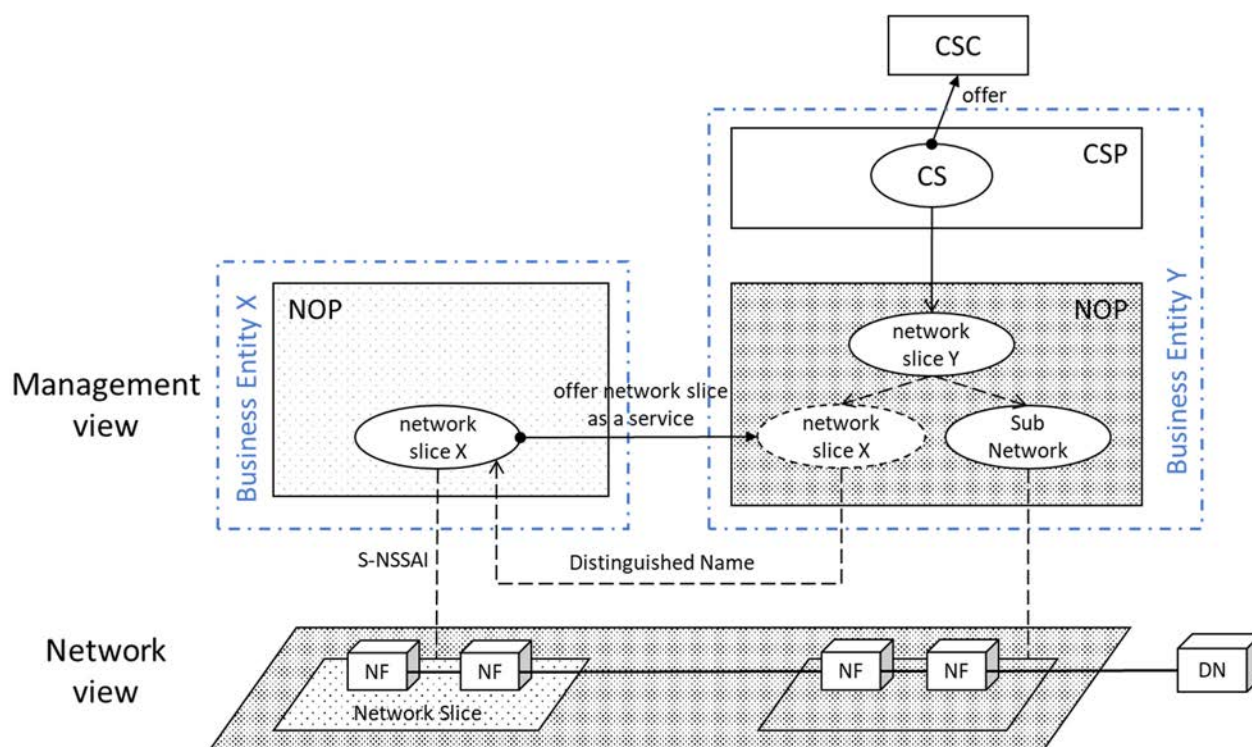 CSC
offer
CSP
CS
Business Entity X
NOP
Business Entity Y
NOP
network
slice Y
Management
view
offer network slice
as a service
network
slice X
network
slice X
Sub
Network
S-NSSAI
Distinguished Name
Network
view
NF
NF
NF
NF
DN
Network Slice